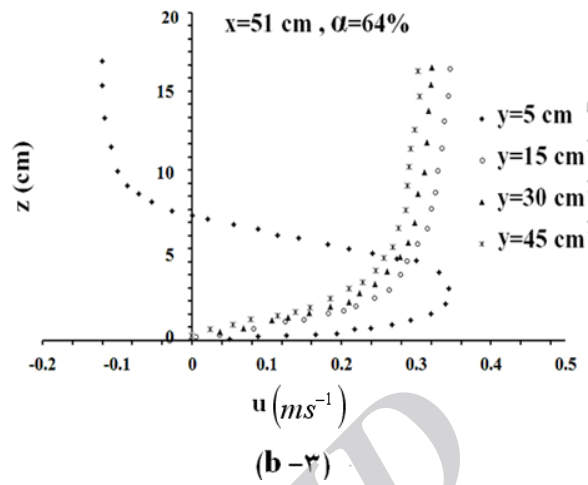 x=51 cm , α=64%
20
15
10
5
0
z (cm)
y=5 cm
y=15 cm
y=30 cm
y=45 cm
-0.2 -0.1 0 0.1 0.2 0.3 0.4 0.5
u (ms⁻¹)
(b -۳)